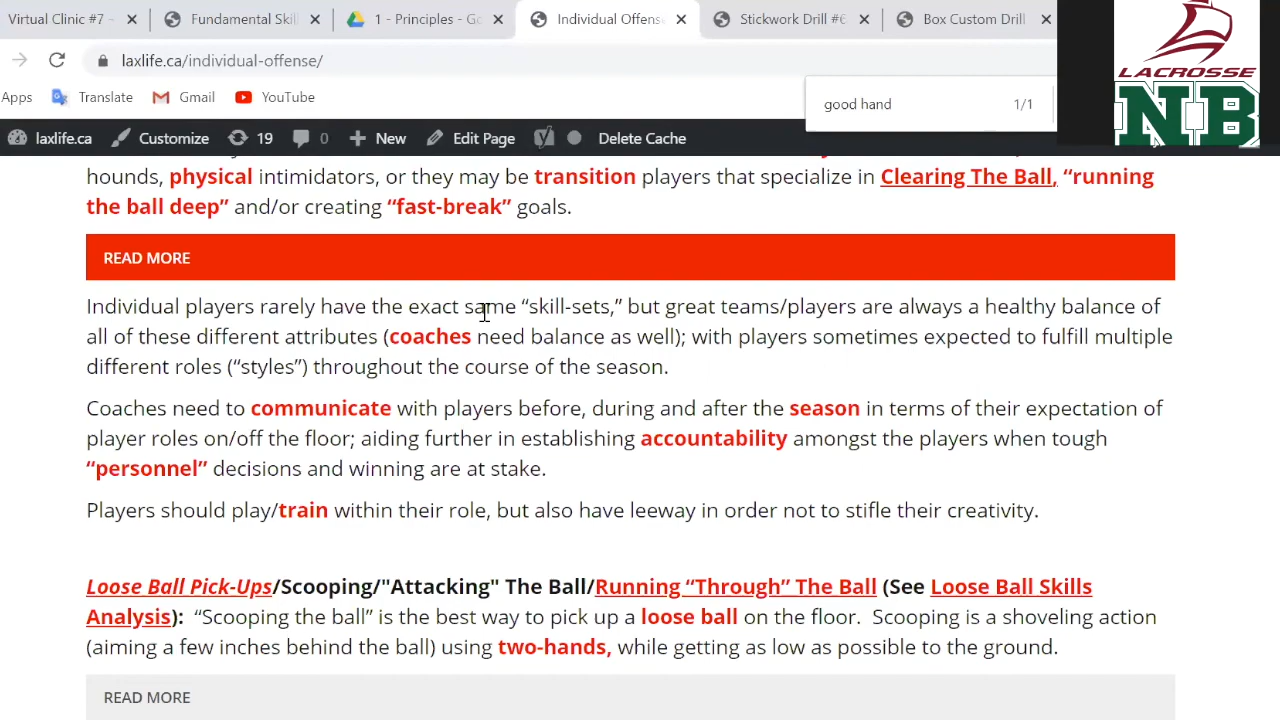 Virtual Clinic #7 -
Fundamental Skil
1 - Principles - Go
Individual Offens
Stickwork Drill #6
Box Custom Drill
laxlife.ca/individual-offense/
good hand
1/1
Apps
Translate
Gmail
YouTube
LACROSSE
NB
laxlife.ca
Customize
19
0
New
Edit Page
Delete Cache
hounds, physical intimidators, or they may be transition players that specialize in Clearing The Ball, “running
the ball deep” and/or creating “fast-break” goals.
READ MORE
Individual players rarely have the exact same “skill-sets,” but great teams/players are always a healthy balance of
all of these different attributes (coaches need balance as well); with players sometimes expected to fulfill multiple
different roles (“styles”) throughout the course of the season.
Coaches need to communicate with players before, during and after the season in terms of their expectation of
player roles on/off the floor; aiding further in establishing accountability amongst the players when tough
“personnel” decisions and winning are at stake.
Players should play/train within their role, but also have leeway in order not to stifle their creativity.
Loose Ball Pick-Ups/Scooping/"Attacking" The Ball/Running “Through” The Ball (See Loose Ball Skills
Analysis): “Scooping the ball” is the best way to pick up a loose ball on the floor. Scooping is a shoveling action
(aiming a few inches behind the ball) using two-hands, while getting as low as possible to the ground.
READ MORE